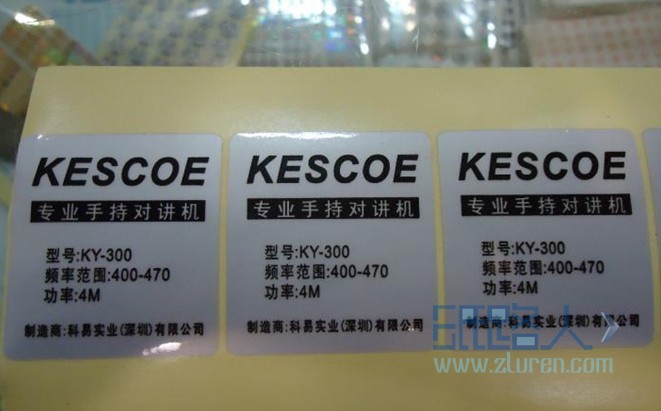 KESCOE
专业手持对讲机
型号:KY-300
频率范围:400-470
功率:4M
制造商:科易实业(深圳)有限公司
KESCOE
专业手持对讲机
型号:KY-300
频率范围:400-470
功率:4M
制造商:科易实业(深圳)有限公司
KESCOE
专业手持对讲机
型号:KY-300
频率范围:400-470
功率:4M
制造商:科易实业(深圳)有限公司
纸路人
www.zluren.com